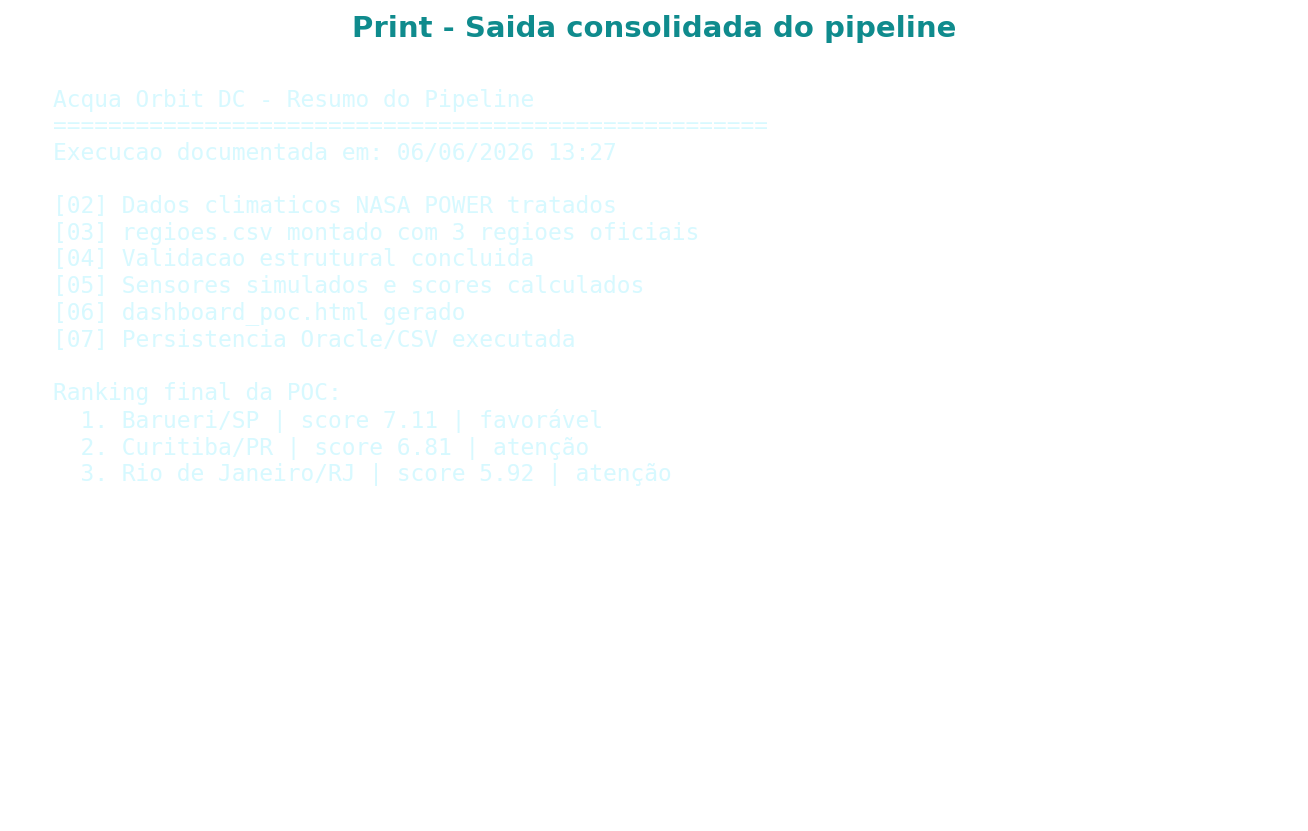 Print - Saida consolidada do pipeline
Acqua Orbit DC - Resumo do Pipeline
====================================================
Execucao documentada em: 06/06/2026 13:27
[02] Dados climaticos NASA POWER tratados
[03] regioes.csv montado com 3 regioes oficiais
[04] Validacao estrutural concluida
[05] Sensores simulados e scores calculados
[06] dashboard_poc.html gerado
[07] Persistencia Oracle/CSV executada
Ranking final da POC:
1. Barueri/SP | score 7.11 | favorável
2. Curitiba/PR | score 6.81 | atenção
3. Rio de Janeiro/RJ | score 5.92 | atenção